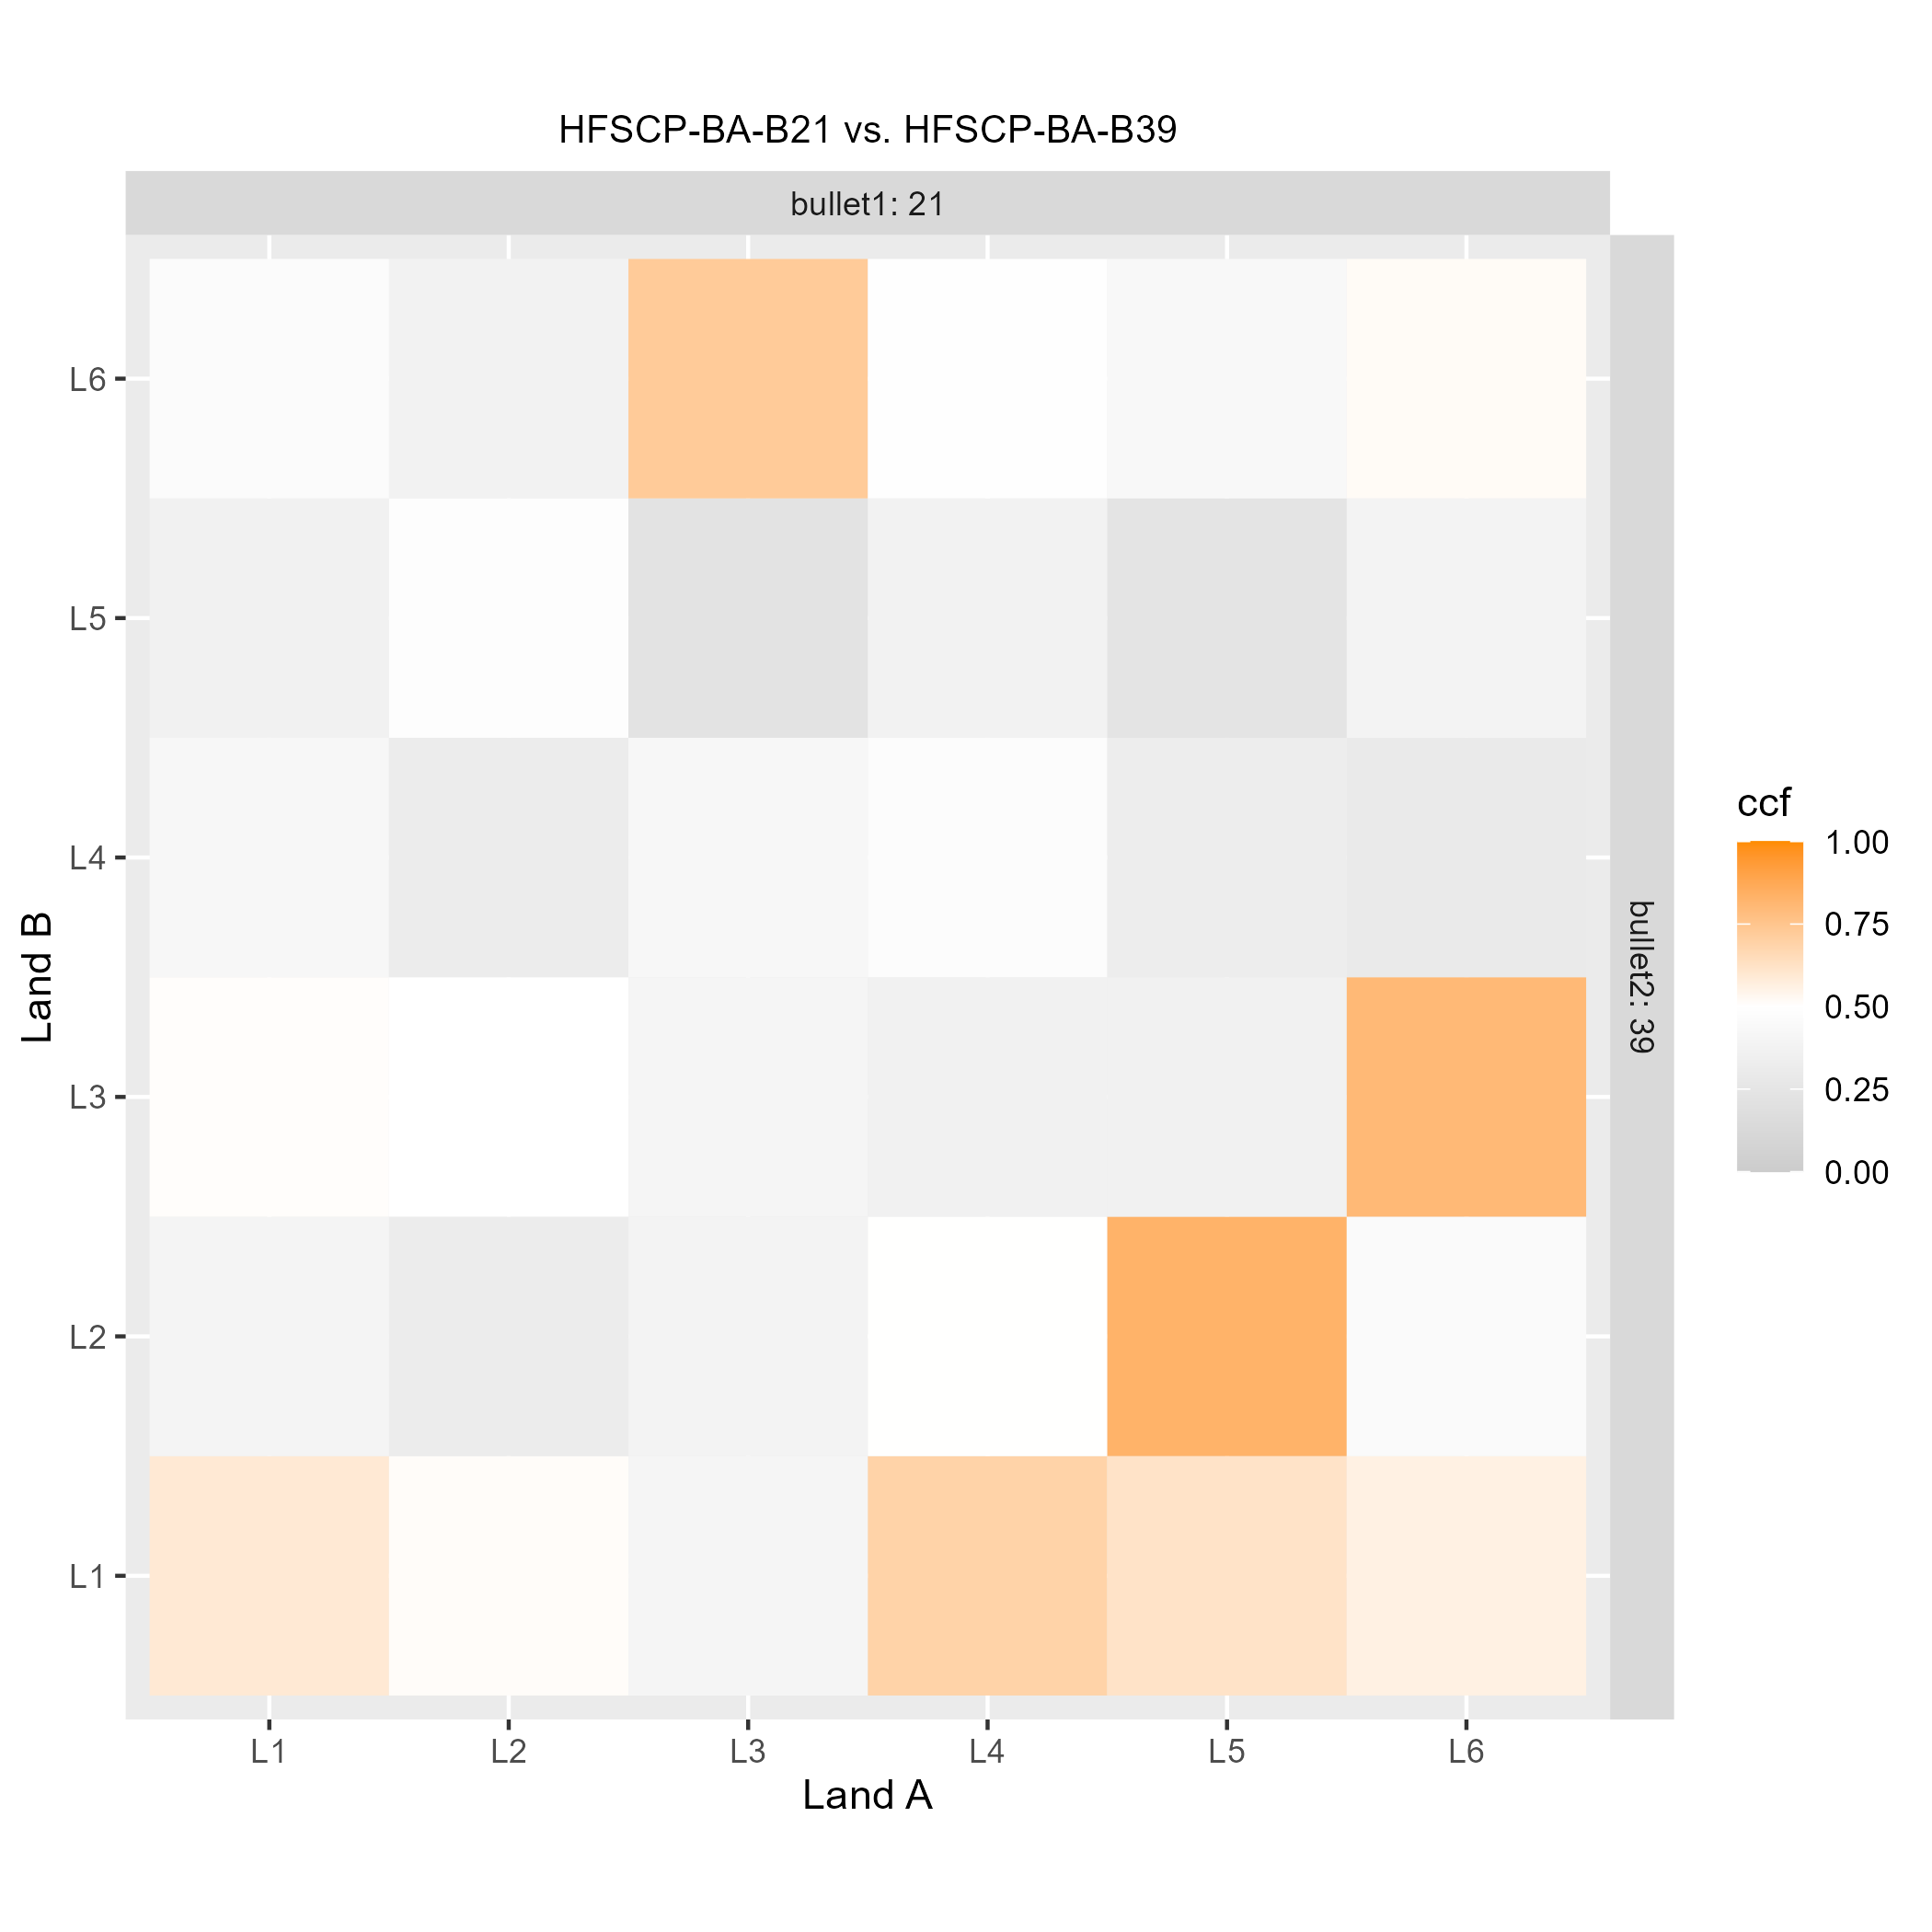 HFSCP-BA-B21 vs. HFSCP-BA-B39
bullet1: 21
L6
L5
L4
L3
L2
L1
Land B
bullet2: 39
ccf
1.00
0.75
0.50
0.25
0.00
L1 L2 L3 L4 L5 L6
Land A